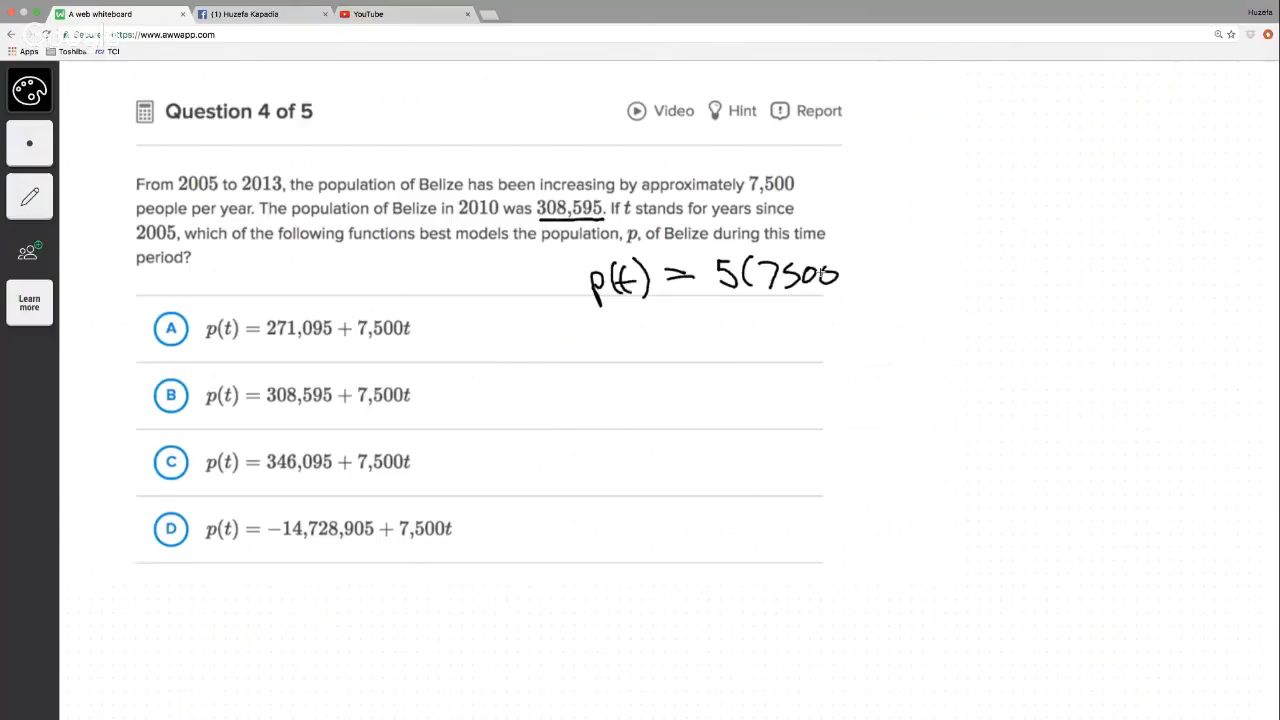 A web whiteboard
(1) Huzefa Kapadia
YouTube
Huzefa
Secure
https://www.awwapp.com
Apps
Toshiba
TCI
Question 4 of 5
Video
Hint
Report
From 2005 to 2013, the population of Belize has been increasing by approximately 7,500
people per year. The population of Belize in 2010 was 308,595. If t stands for years since
2005, which of the following functions best models the population, p, of Belize during this time
period?
p(t) = 5(7500
A p(t) = 271,095 + 7,500t
B p(t) = 308,595 + 7,500t
C p(t) = 346,095 + 7,500t
D p(t) = −14,728,905 + 7,500t
Learn
more